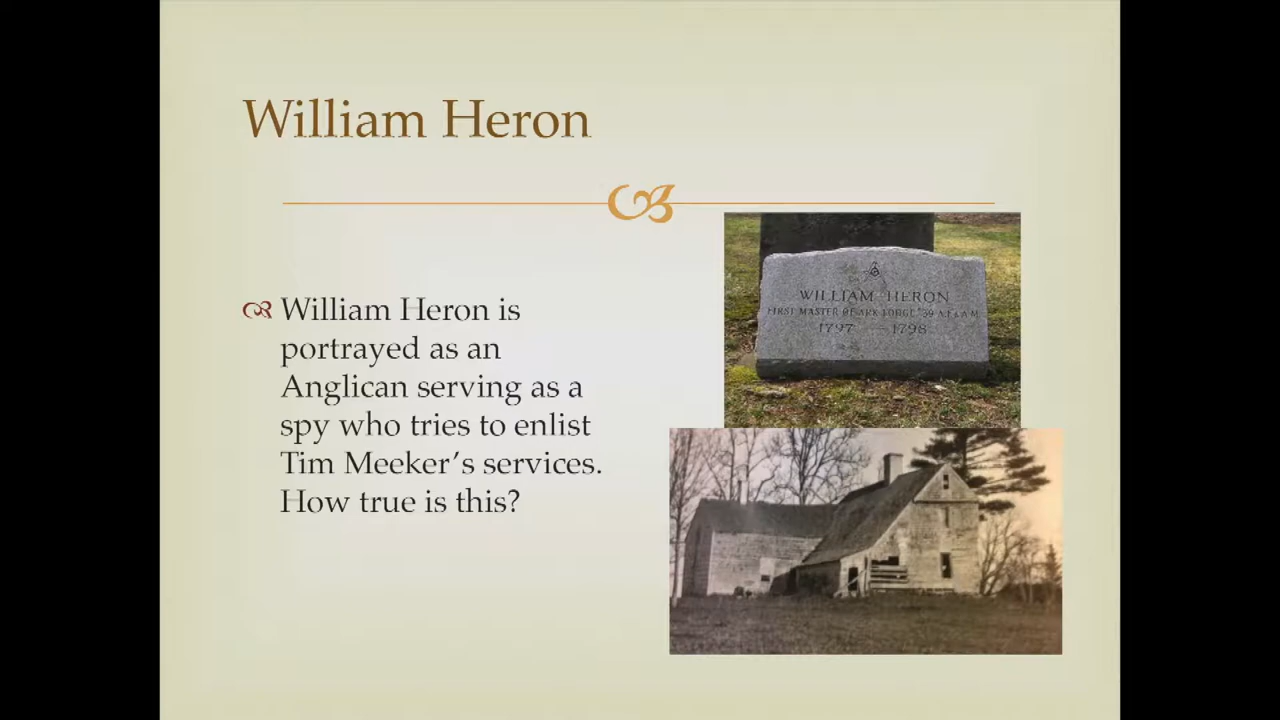 William Heron
William Heron is
portrayed as an
Anglican serving as a
spy who tries to enlist
Tim Meeker’s services.
How true is this?
WILLIAM HERON
FIRST MASTER OF ARK LODGE 39 A.F.& A.M.
1797 – 1798